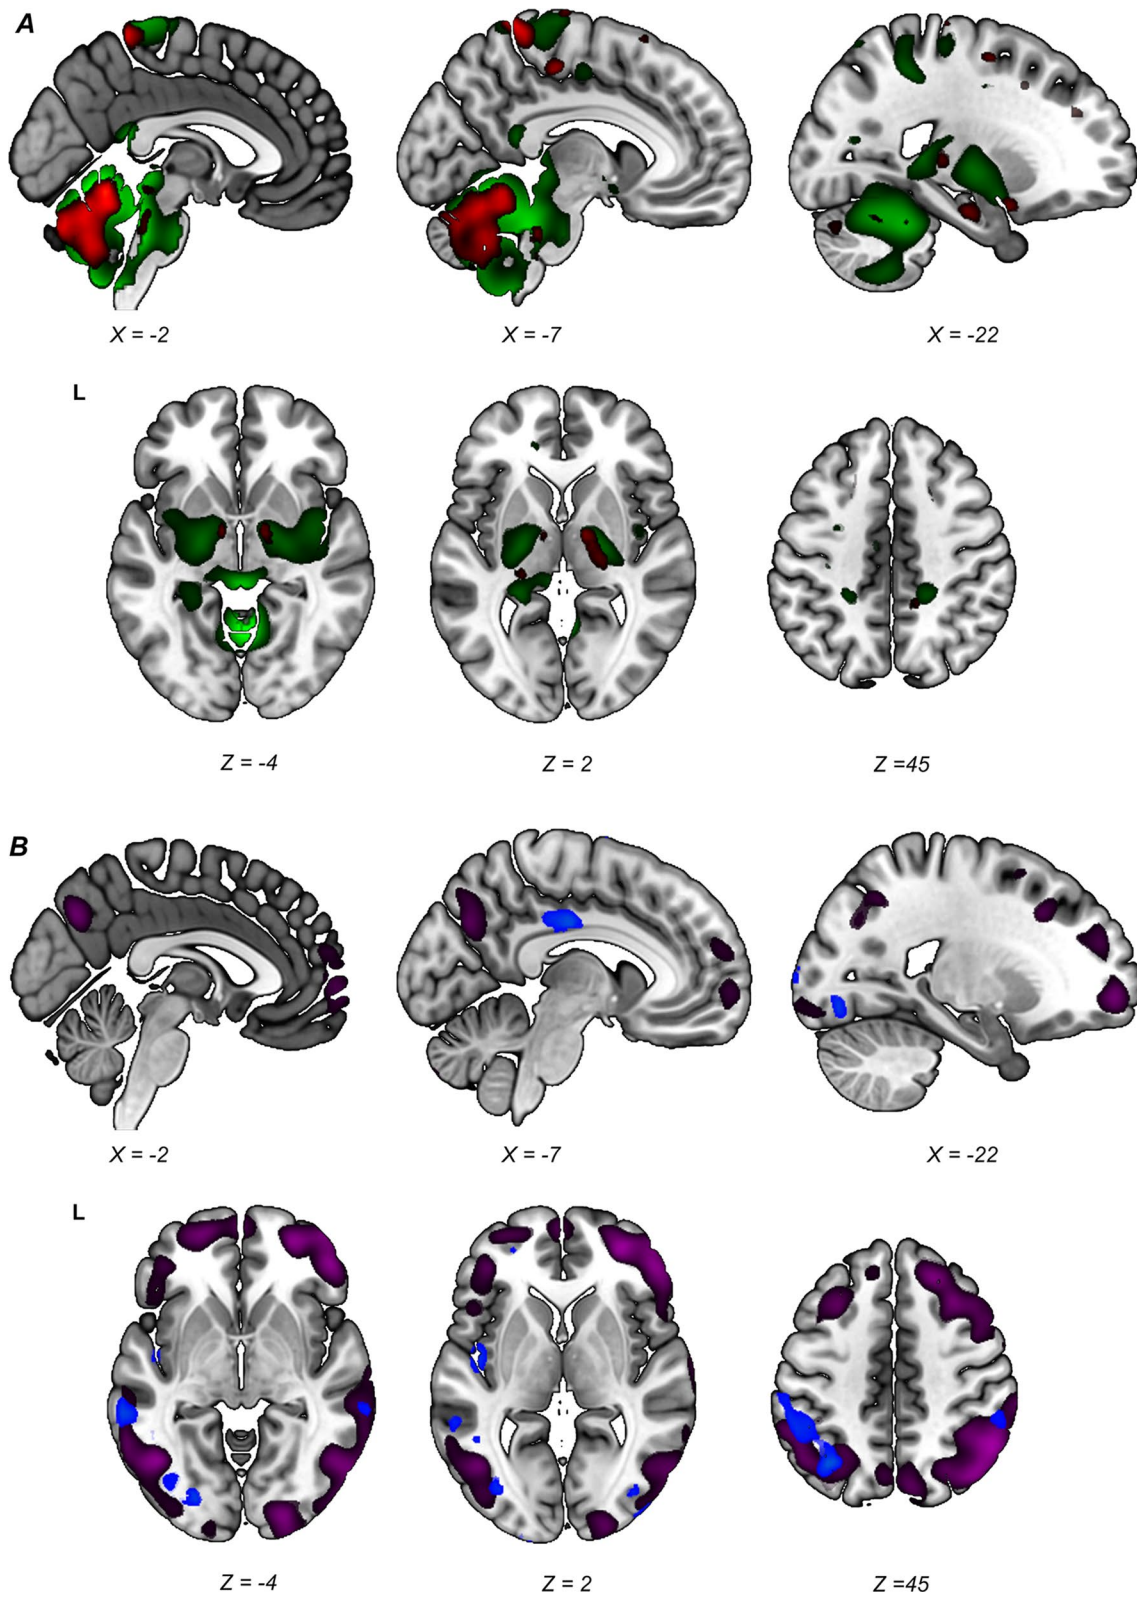 A
X = -2
X = -7
X = -22
L
Z = -4
Z = 2
Z =45
B
X = -2
X = -7
X = -22
L
Z = -4
Z = 2
Z =45